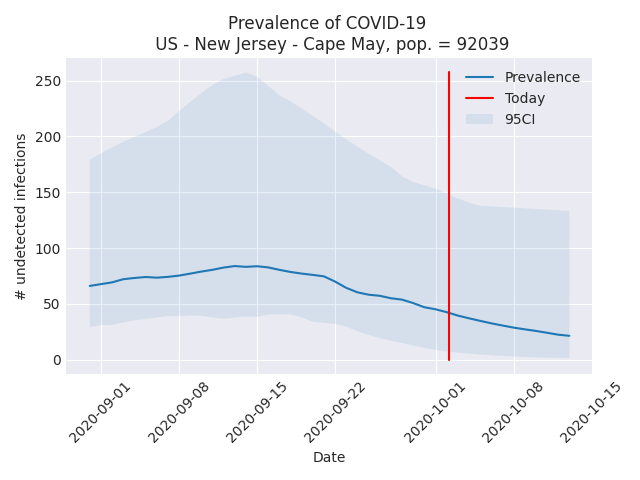 Prevalence of COVID-19
US - New Jersey - Cape May, pop. = 92039
# undetected infections
250
200
150
100
50
0
Prevalence
Today
95CI
2020-09-01
2020-09-08
2020-09-15
2020-09-22
2020-10-01
2020-10-08
2020-10-15
Date